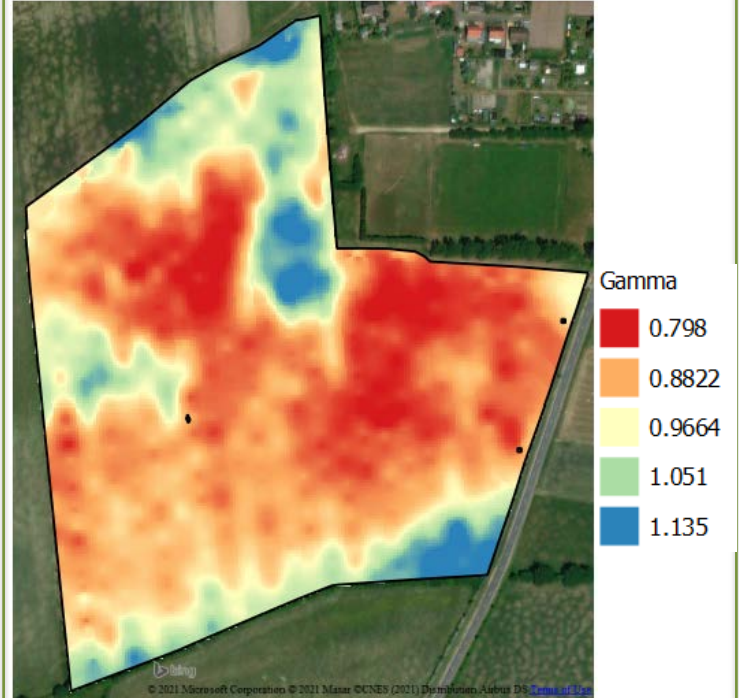 Gamma
0.798
0.8822
0.9664
1.051
1.135
bing
© 2021 Microsoft Corporation © 2021 Maxar ©CNES (2021) Distribution Airbus DS Terms of Use